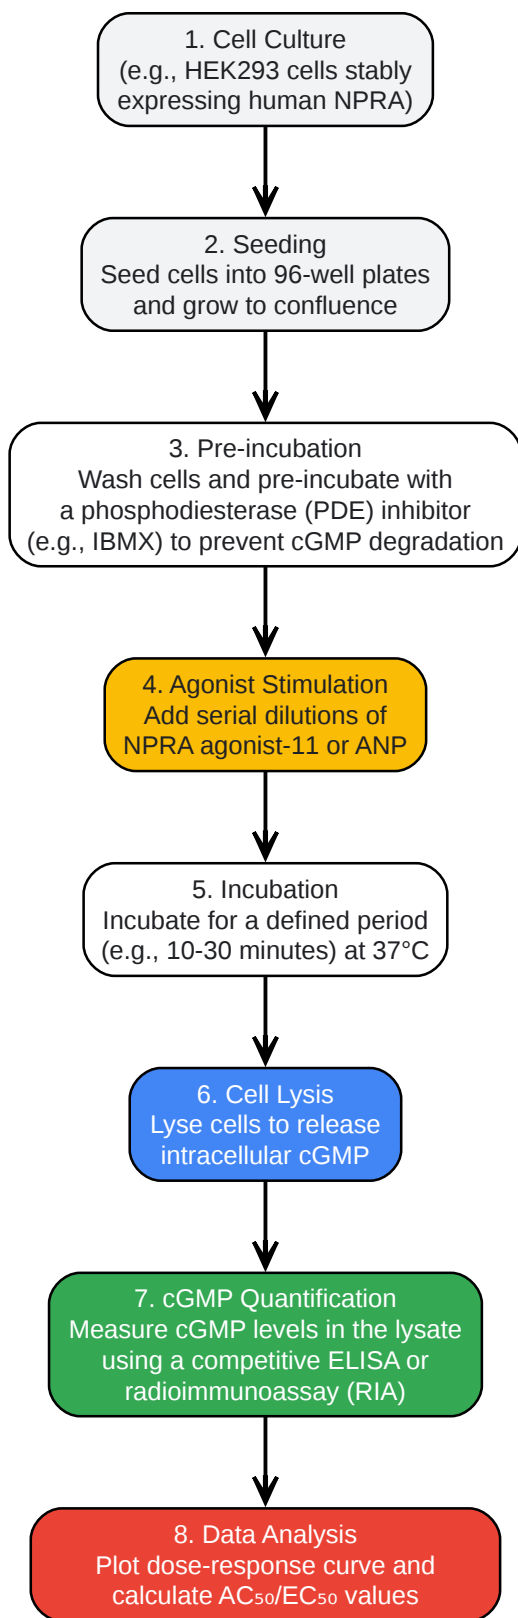 1. Cell Culture
(e.g., HEK293 cells stably
expressing human NPRA)
2. Seeding
Seed cells into 96-well plates
and grow to confluence
3. Pre-incubation
Wash cells and pre-incubate with
a phosphodiesterase (PDE) inhibitor
(e.g., IBMX) to prevent cGMP degradation
4. Agonist Stimulation
Add serial dilutions of
NPRA agonist-11 or ANP
5. Incubation
Incubate for a defined period
(e.g., 10-30 minutes) at 37°C
6. Cell Lysis
Lyse cells to release
intracellular cGMP
7. cGMP Quantification
Measure cGMP levels in the lysate
using a competitive ELISA or
radioimmunoassay (RIA)
8. Data Analysis
Plot dose-response curve and
calculate AC₅₀/EC₅₀ values